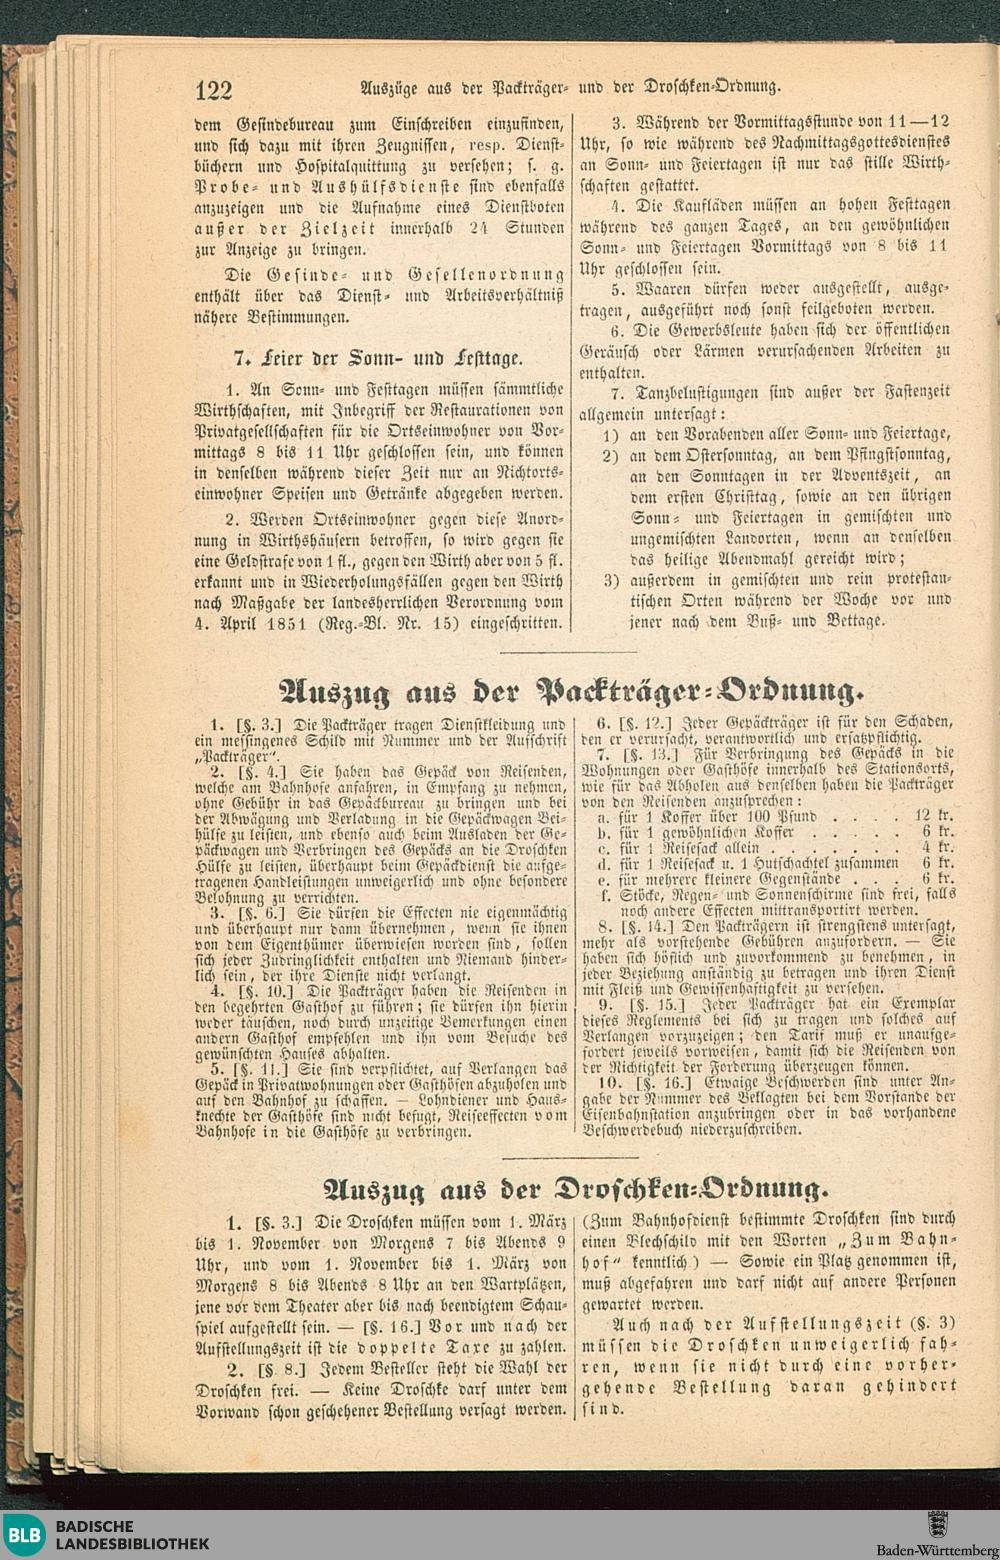 122
Auszüge aus der Packträger- und der Droschken-Ordnung.
dem Gesindebureau zum Einschreiben einzufinden,
und sich dazu mit ihren Zeugnissen, resp. Dienst-
büchern und Hospitalquittung zu versehen; s. g.
Probe- und Aushülfsdienste sind ebenfalls
anzuzeigen und die Aufnahme eines Dienstboten
außer der Zielzeit innerhalb 24 Stunden
zur Anzeige zu bringen.
Die Gesinde- und Gesellenordnung
enthält über das Dienst- und Arbeitsverhältniß
nähere Bestimmungen.
7. Feier der Sonn- und Festtage.
1. An Sonn- und Festtagen müssen sämmtliche
Wirthschaften, mit Inbegriff der Restaurationen von
Privatgesellschaften für die Ortseinwohner von Vor-
mittags 8 bis 11 Uhr geschlossen sein, und können
in denselben während dieser Zeit nur an Nichtorts-
einwohner Speisen und Getränke abgegeben werden.
2. Werden Ortseinwohner gegen diese Anord-
nung in Wirthshäusern betroffen, so wird gegen sie
eine Geldstrafe von 1 fl., gegen den Wirth aber von 5 fl.
erkannt und in Wiederholungsfällen gegen den Wirth
nach Maßgabe der landesherrlichen Verordnung vom
4. April 1851 (Reg.-Bl. Nr. 15) eingeschritten.
3. Während der Vormittagsstunde von 11—12
Uhr, so wie während des Nachmittagsgottesdienstes
an Sonn- und Feiertagen ist nur das stille Wirth-
schaften gestattet.
4. Die Kaufläden müssen an hohen Festtagen
während des ganzen Tages, an den gewöhnlichen
Sonn- und Feiertagen Vormittags von 8 bis 11
Uhr geschlossen sein.
5. Waaren dürfen weder ausgestellt, ausge-
tragen, ausgeführt noch sonst feilgeboten werden.
6. Die Gewerbsleute haben sich der öffentlichen
Geräusch oder Lärmen verursachenden Arbeiten zu
enthalten.
7. Tanzbelustigungen sind außer der Fastenzeit
allgemein untersagt:
1) an den Vorabenden aller Sonn- und Feiertage,
2) an dem Ostersonntag, an dem Pfingstsonntag,
an den Sonntagen in der Adventszeit, an
dem ersten Christtag, sowie an den übrigen
Sonn- und Feiertagen in gemischten und
ungemischten Landorten, wenn an denselben
das heilige Abendmahl gereicht wird;
3) außerdem in gemischten und rein protestan-
tischen Orten während der Woche vor und
jener nach dem Buß- und Bettage.
Auszug aus der Packträger-Ordnung.
1. [§. 3.] Die Packträger tragen Dienstkleidung und
ein messingenes Schild mit Nummer und der Aufschrift
„Packträger“.
2. [§. 4.] Sie haben das Gepäck von Reisenden,
welche am Bahnhofe anfahren, in Empfang zu nehmen,
ohne Gebühr in das Gepäckbureau zu bringen und bei
der Abwägung und Verladung in die Gepäckwagen Bei-
hülfe zu leisten, und ebenso auch beim Ausladen der Ge-
päckwagen und Verbringen des Gepäcks an die Droschken
Hülfe zu leisten, überhaupt beim Gepäckdienst die aufge-
tragenen Handleistungen unweigerlich und ohne besondere
Belohnung zu verrichten.
3. [§. 6.] Sie dürfen die Effecten nie eigenmächtig
und überhaupt nur dann übernehmen, wenn sie ihnen
von dem Eigenthümer überwiesen worden sind, sollen
sich jeder Zudringlichkeit enthalten und Niemand hinder-
lich sein, der ihre Dienste nicht verlangt.
4. [§. 10.] Die Packträger haben die Reisenden in
den begehrten Gasthof zu führen; sie dürfen ihn hierin
weder täuschen, noch durch unzeitige Bemerkungen einen
andern Gasthof empfehlen und ihn vom Besuche des
gewünschten Hauses abhalten.
5. [§. 11.] Sie sind verpflichtet, auf Verlangen das
Gepäck in Privatwohnungen oder Gasthöfen abzuholen und
auf den Bahnhof zu schaffen. — Lohndiener und Haus-
knechte der Gasthöfe sind nicht befugt, Reiseeffecten vom
Bahnhofe in die Gasthöfe zu verbringen.
6. [§. 12.] Jeder Gepäckträger ist für den Schaden,
den er verursacht, verantwortlich und ersatzpflichtig.
7. [§. 13.] Für Verbringung des Gepäcks in die
Wohnungen oder Gasthöfe innerhalb des Stationsorts,
wie für das Abholen aus denselben haben die Packträger
von den Reisenden anzusprechen:
a. für 1 Koffer über 100 Pfund . . . . 12 kr.
b. für 1 gewöhnlichen Koffer . . . . . 6 kr.
c. für 1 Reisesack allein . . . . . . . 4 kr.
d. für 1 Reisesack u. 1 Hutschachtel zusammen 6 kr.
e. für mehrere kleinere Gegenstände . . . 6 kr.
f. Stöcke, Regen- und Sonnenschirme sind frei, falls
noch andere Effecten mittransportirt werden.
8. [§. 14.] Den Packträgern ist strengstens untersagt,
mehr als vorstehende Gebühren anzufordern. — Sie
haben sich höflich und zuvorkommend zu benehmen, in
jeder Beziehung anständig zu betragen und ihren Dienst
mit Fleiß und Gewissenhaftigkeit zu versehen.
9. [§. 15.] Jeder Packträger hat ein Exemplar
dieses Reglements bei sich zu tragen und solches auf
Verlangen vorzuzeigen; den Tarif muß er unaufge-
fordert jeweils vorweisen, damit sich die Reisenden von
der Richtigkeit der Forderung überzeugen können.
10. [§. 16.] Etwaige Beschwerden sind unter An-
gabe der Nummer des Beklagten bei dem Vorstande der
Eisenbahnstation anzubringen oder in das vorhandene
Beschwerdebuch niederzuschreiben.
Auszug aus der Droschken-Ordnung.
1. [§. 3.] Die Droschken müssen vom 1. März
bis 1. November von Morgens 7 bis Abends 9
Uhr, und vom 1. November bis 1. März von
Morgens 8 bis Abends 8 Uhr an den Wartplätzen,
jene vor dem Theater aber bis nach beendigtem Schau-
spiel aufgestellt sein. — [§. 16.] Vor und nach der
Aufstellungszeit ist die doppelte Taxe zu zahlen.
2. [§. 8.] Jedem Besteller steht die Wahl der
Droschken frei. — Keine Droschke darf unter dem
Vorwand schon geschehener Bestellung versagt werden.
(Zum Bahnhofdienst bestimmte Droschken sind durch
einen Blechschild mit den Worten „Zum Bahn-
hof“ kenntlich.) — Sowie ein Platz genommen ist,
muß abgefahren und darf nicht auf andere Personen
gewartet werden.
Auch nach der Aufstellungszeit (§. 3)
müssen die Droschken unweigerlich fah-
ren, wenn sie nicht durch eine vorher-
gehende Bestellung daran gehindert
sind.
BLB
BADISCHE
LANDESBIBLIOTHEK
Baden-Württemberg